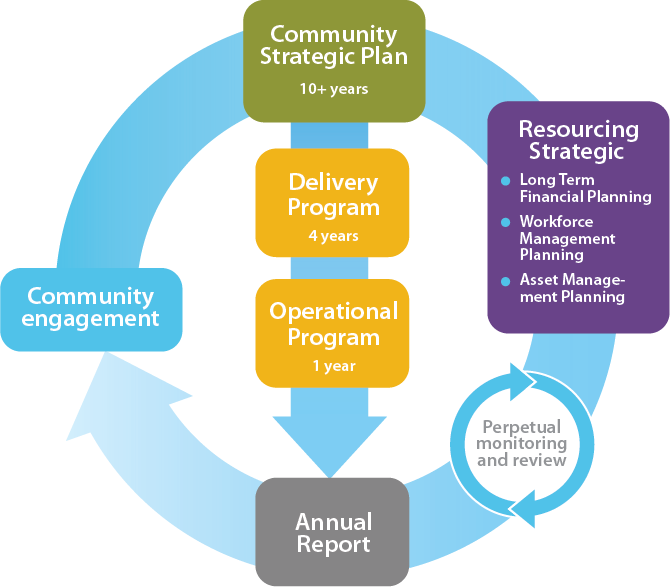 Community
Strategic Plan
10+ years
Resourcing
Strategic
Long Term
Financial Planning
Workforce
Management
Planning
Asset Manage-
ment Planning
Delivery
Program
4 years
Community
engagement
Operational
Program
1 year
Perpetual
monitoring
and review
Annual
Report